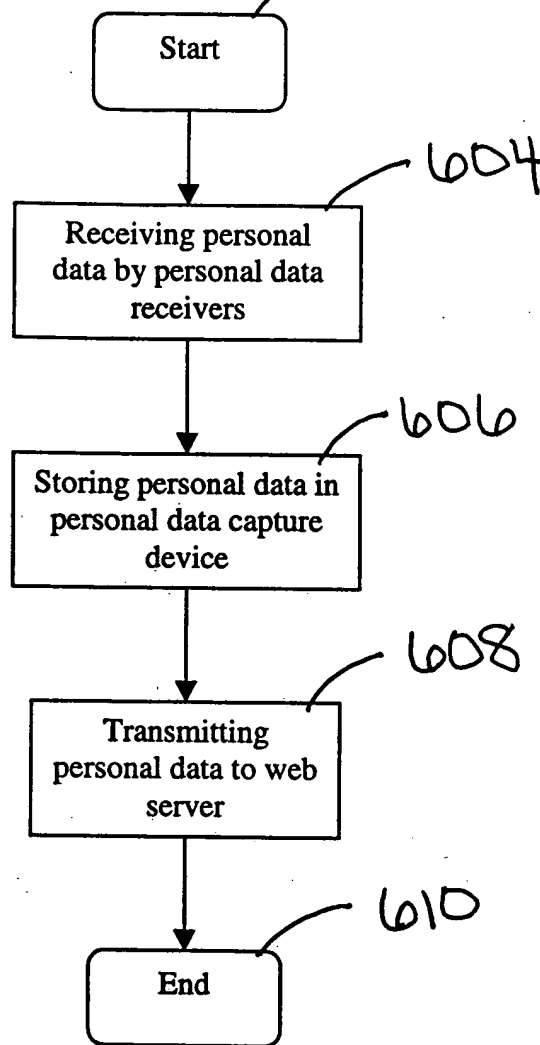 Start
604
Receiving personal
data by personal data
receivers
606
Storing personal data in
personal data capture
device
608
Transmitting
personal data to web
server
610
End